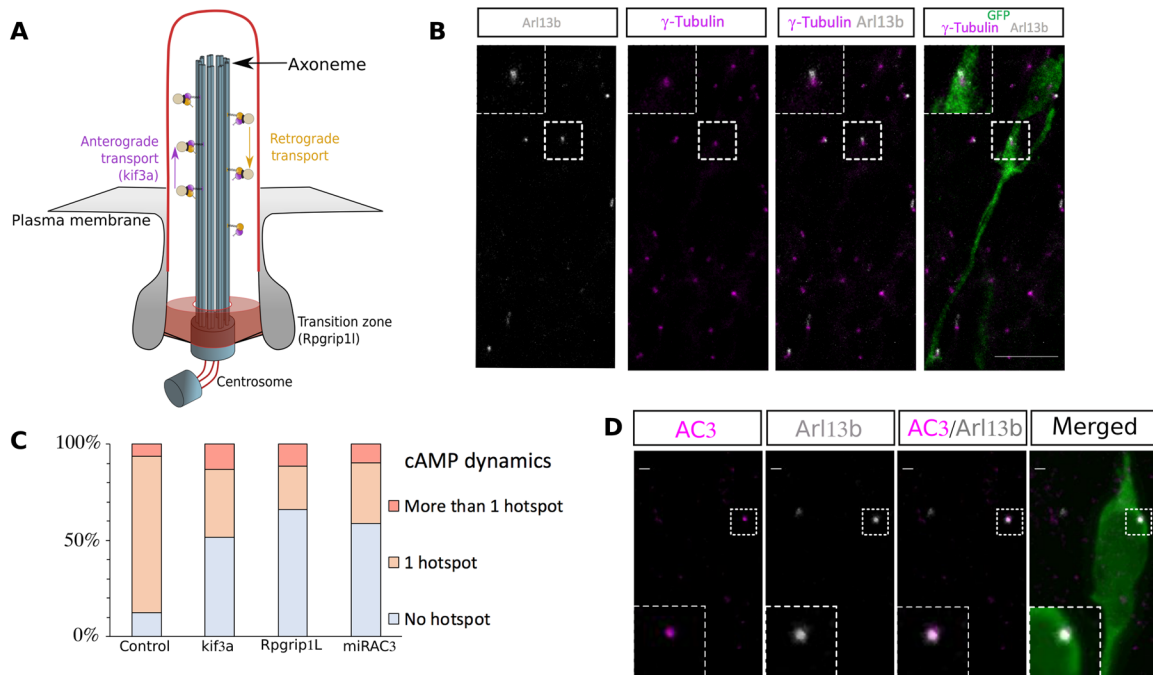 A
Axoneme
Anterograde
transport
(kif3a)
Retrograde
transport
Plasma membrane
Transition zone
(Rpgrip1l)
Centrosome
B
Arl13b
γ-Tubulin
γ-Tubulin Arl13b
GFP
γ-Tubulin Arl13b
C
100%
50%
0%
cAMP dynamics
More than 1 hotspot
1 hotspot
No hotspot
Control
kif3a
Rpgrip1L
miRAC3
D
AC3
Arl13b
AC3/Arl13b
Merged